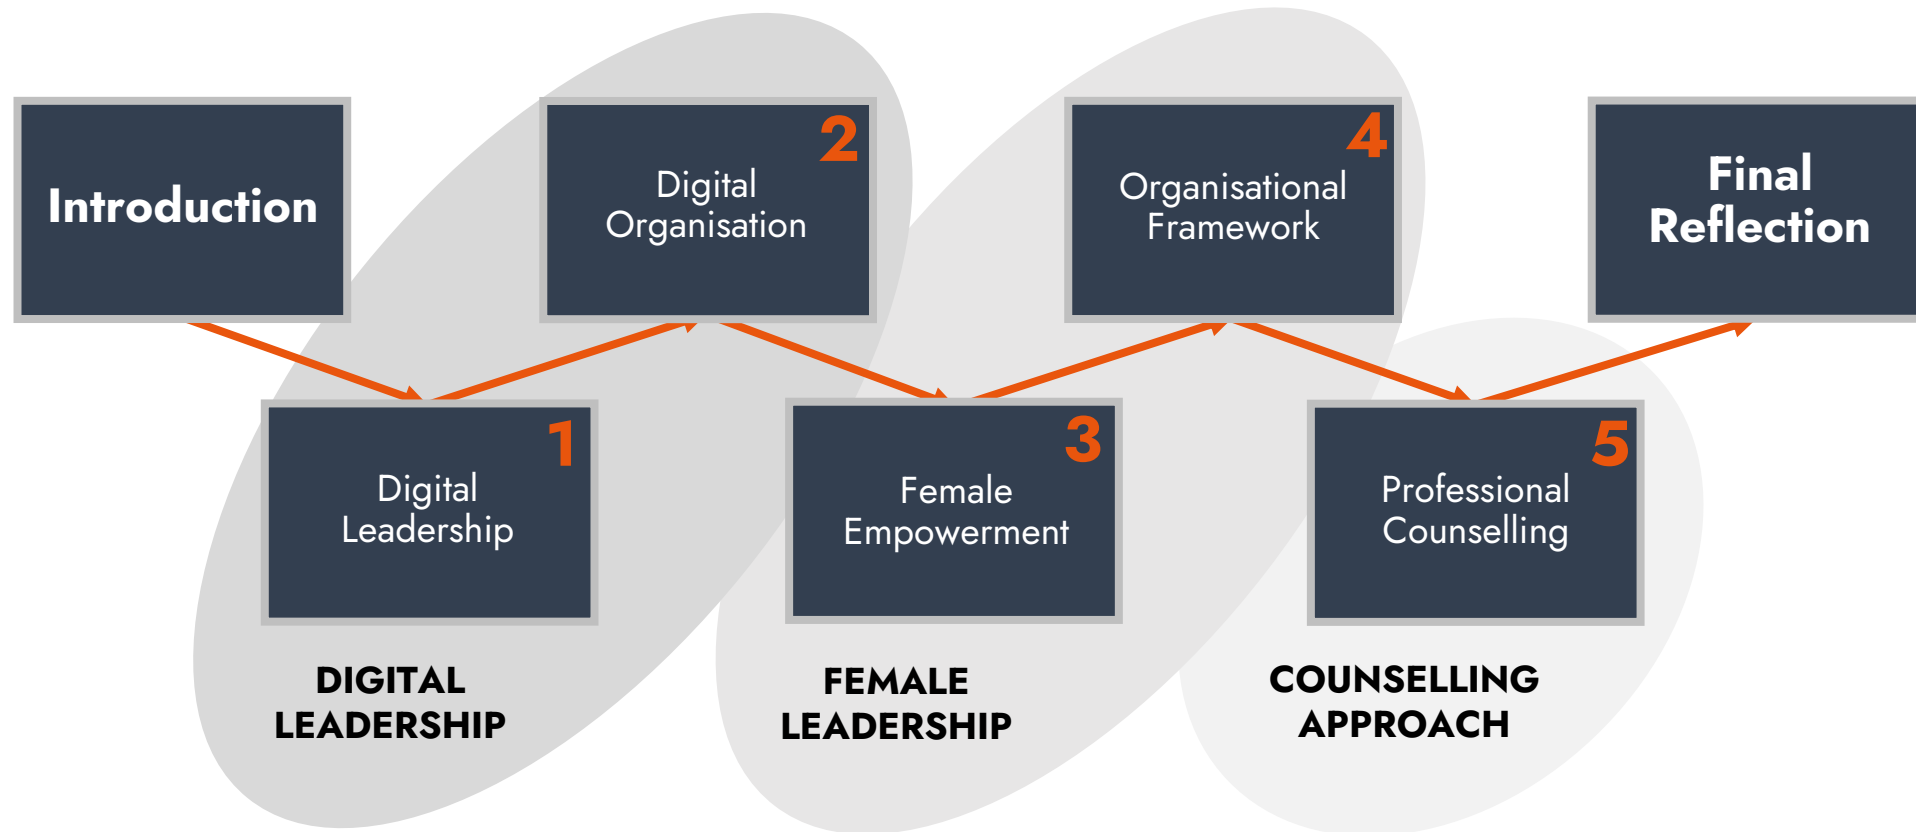 Introduction
2
Digital
Organisation
4
Organisational
Framework
Final
Reflection
1
Digital
Leadership
3
Female
Empowerment
5
Professional
Counselling
DIGITAL
LEADERSHIP
FEMALE
LEADERSHIP
COUNSELLING
APPROACH